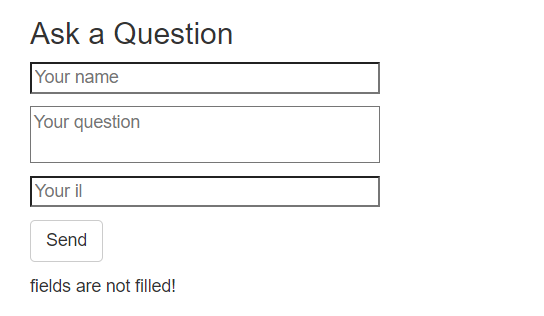 Ask a Question
Your name
Your question
Your il
Send
fields are not filled!